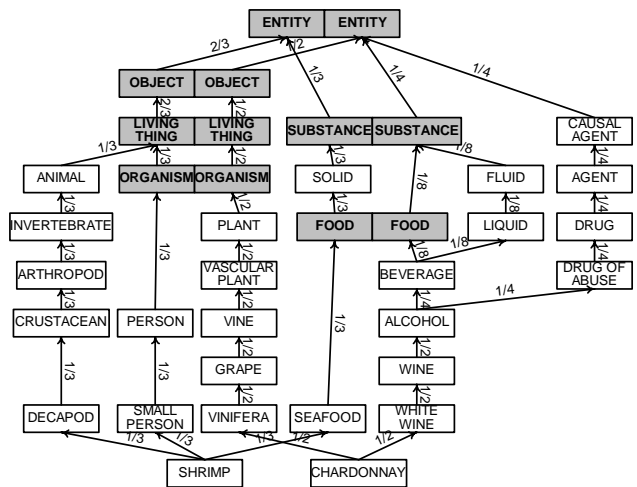 ENTITY ENTITY
2/3 1/2 1/3 1/4 1/4
OBJECT OBJECT
2/3 1/2
LIVING THING LIVING THING SUBSTANCE SUBSTANCE CAUSAL AGENT
1/3 1/3 1/2 1/3 1/8 1/8 1/4
ANIMAL ORGANISM ORGANISM SOLID FLUID AGENT
1/3 1/2 1/3 1/8 1/4
INVERTEBRATE PLANT FOOD FOOD LIQUID DRUG
1/3 1/3 1/2 1/8 1/8 1/4
ARTHROPOD VASCULAR PLANT BEVERAGE DRUG OF ABUSE
1/3 1/2 1/3 1/4 1/4
CRUSTACEAN PERSON VINE ALCOHOL
1/2 1/2
GRAPE WINE
1/3 1/3 1/2 1/2
DECAPOD SMALL PERSON VINIFERA SEAFOOD WHITE WINE
1/3 1/3 1/3 1/2 1/2
SHRIMP CHARDONNAY